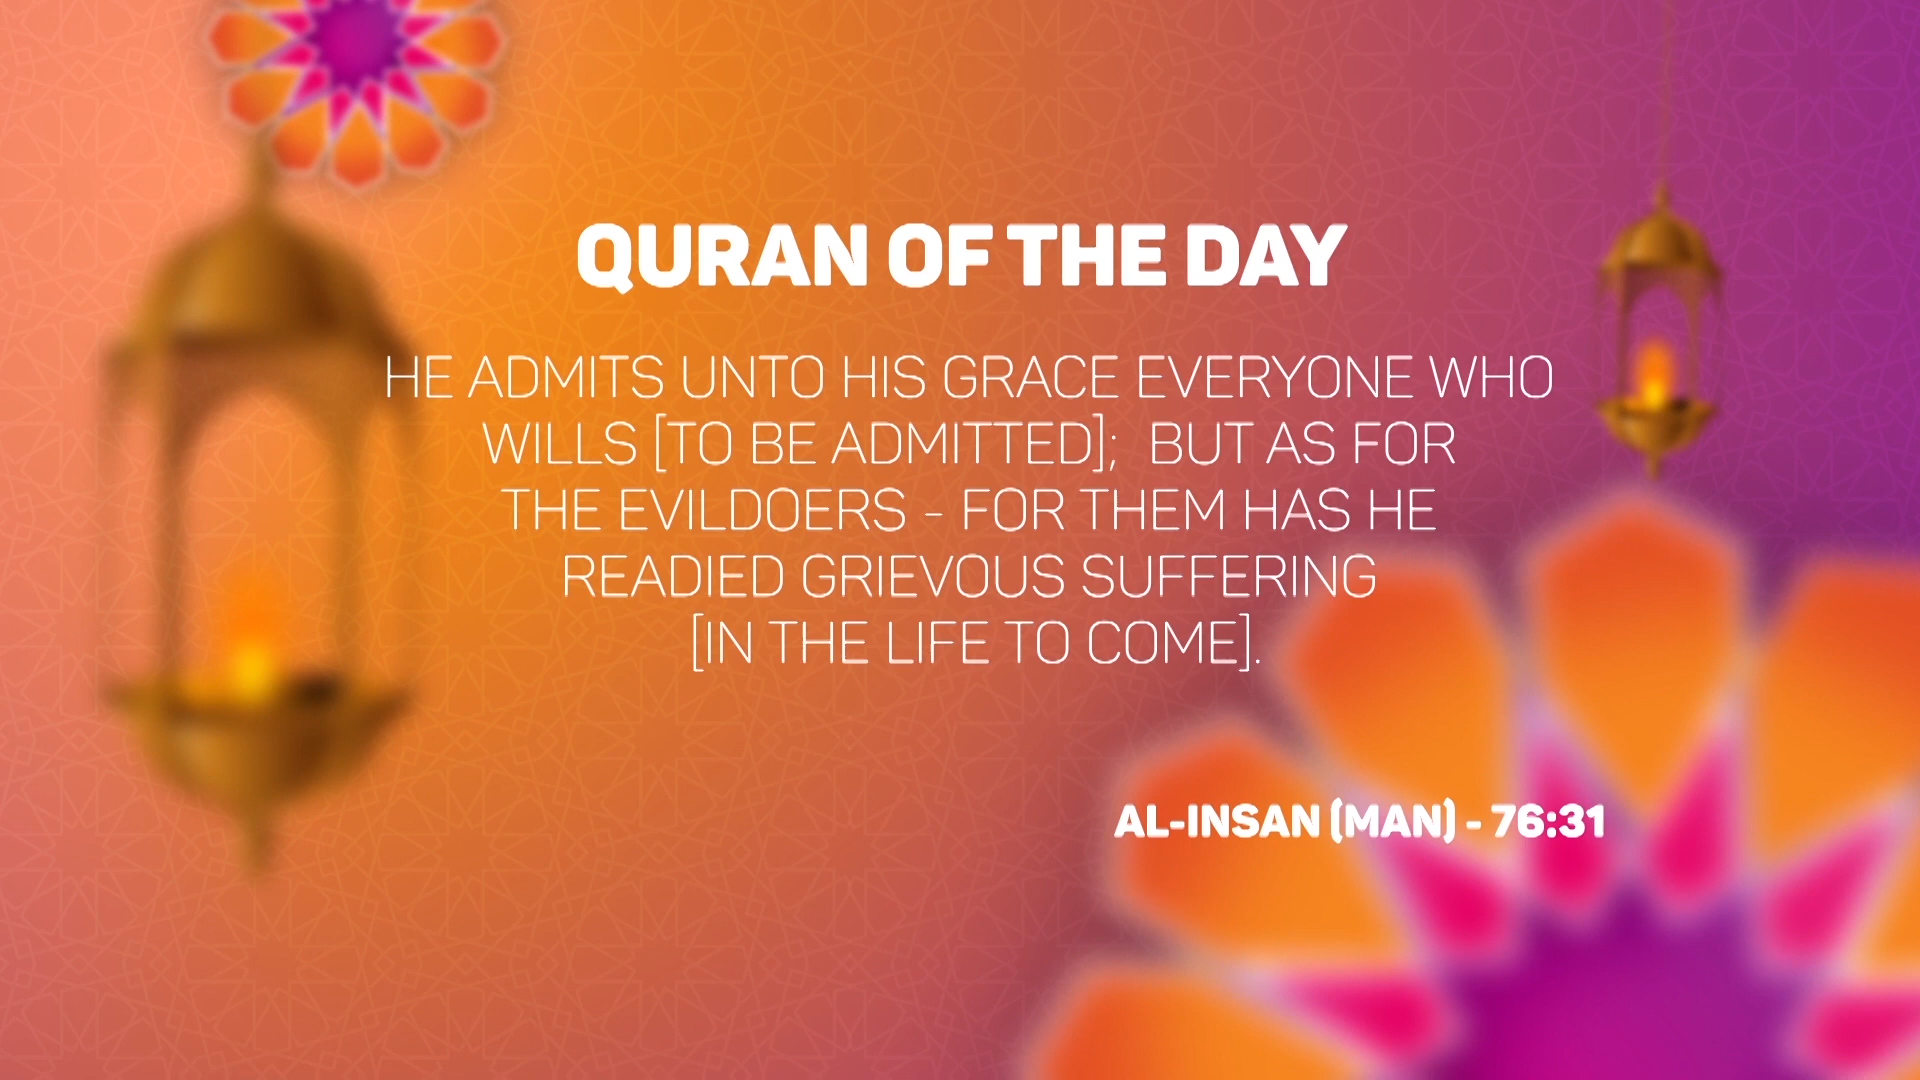 QURAN OF THE DAY
HE ADMITS UNTO HIS GRACE EVERYONE WHO
WILLS [TO BE ADMITTED];  BUT AS FOR
THE EVILDOERS - FOR THEM HAS HE
READIED GRIEVOUS SUFFERING
[IN THE LIFE TO COME].
AL-INSAN (MAN) - 76:31